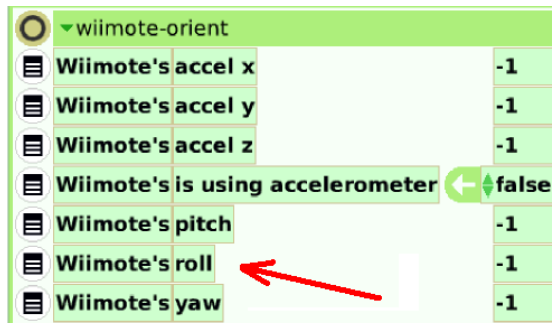 wiimote-orient
Wiimote's accel x -1
Wiimote's accel y -1
Wiimote's accel z -1
Wiimote's is using accelerometer false
Wiimote's pitch -1
Wiimote's roll -1
Wiimote's yaw -1